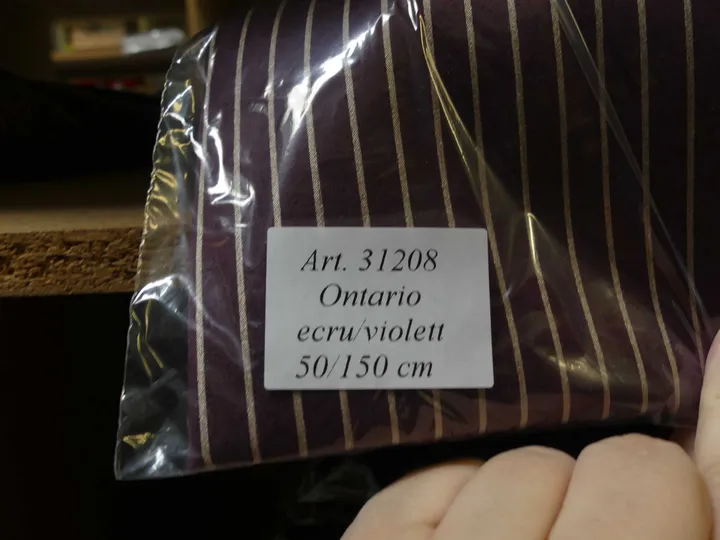 Art. 31208
Ontario
ecru/violett
50/150 cm